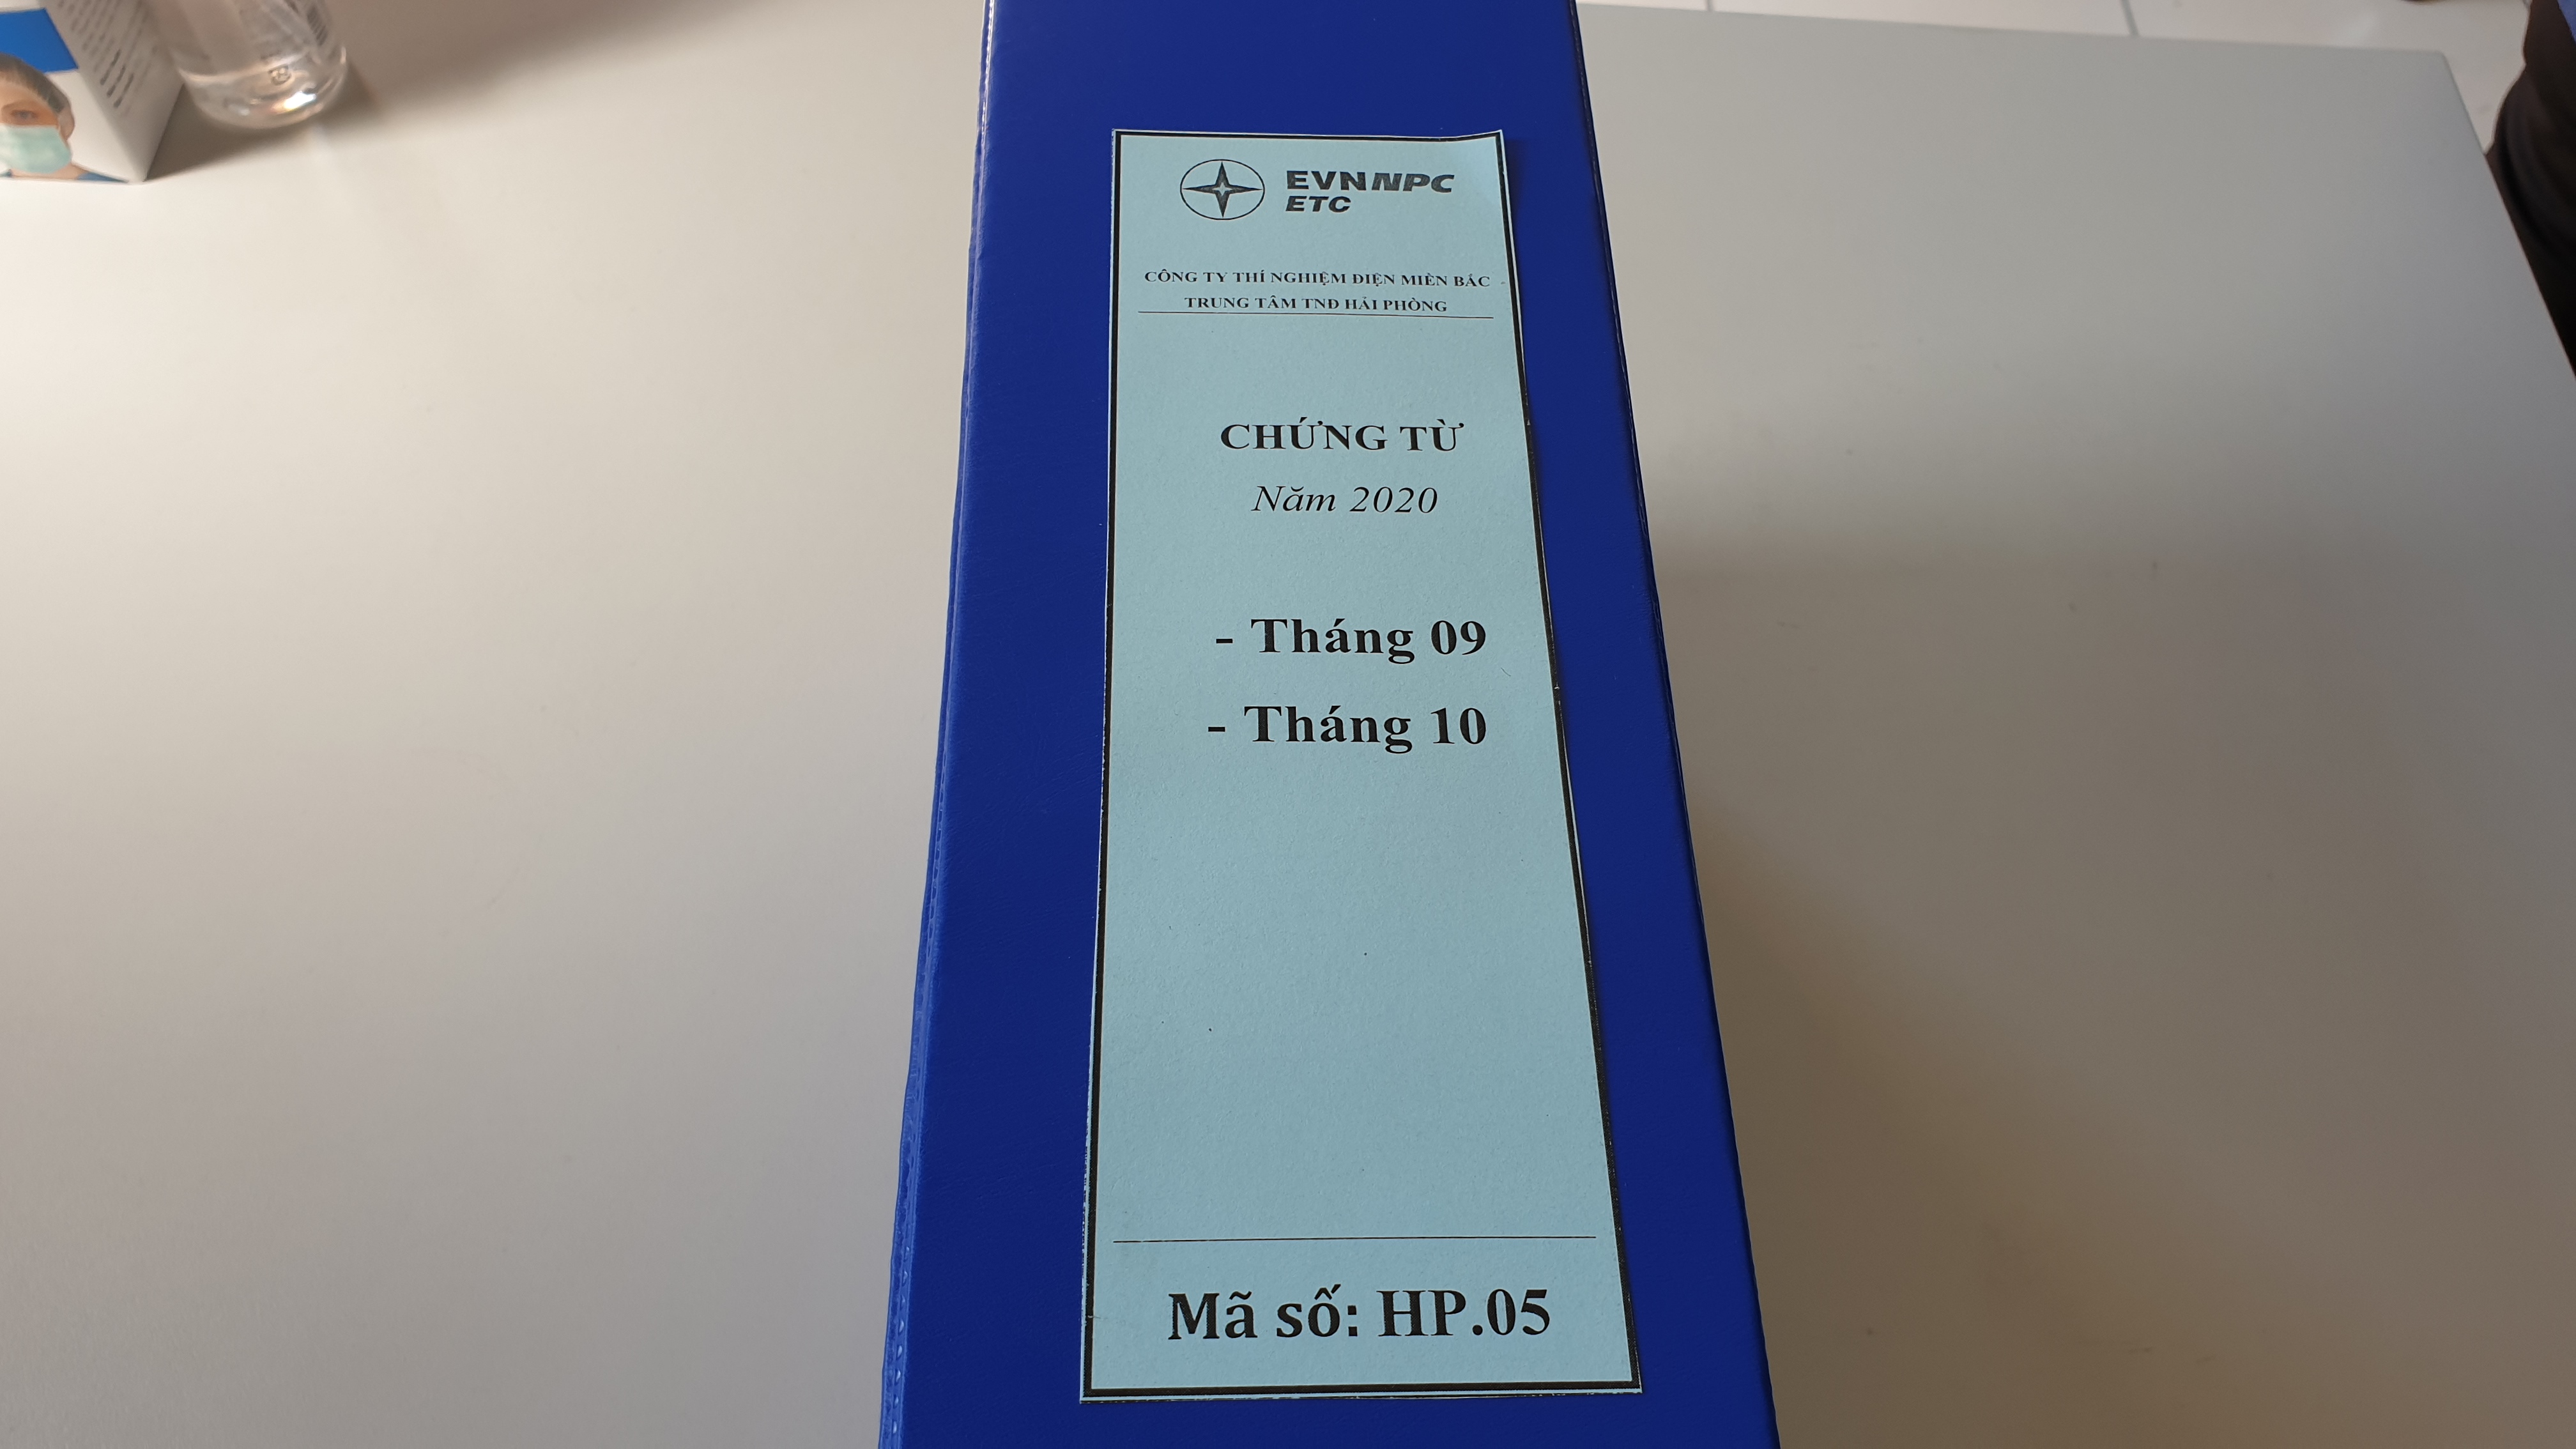 EVNNPC
ETC
CÔNG TY THÍ NGHIỆM ĐIỆN MIỀN BẮC
TRUNG TÂM TNĐ HẢI PHÒNG
CHỨNG TỪ
Năm 2020
- Tháng 09
- Tháng 10
Mã số: HP.05